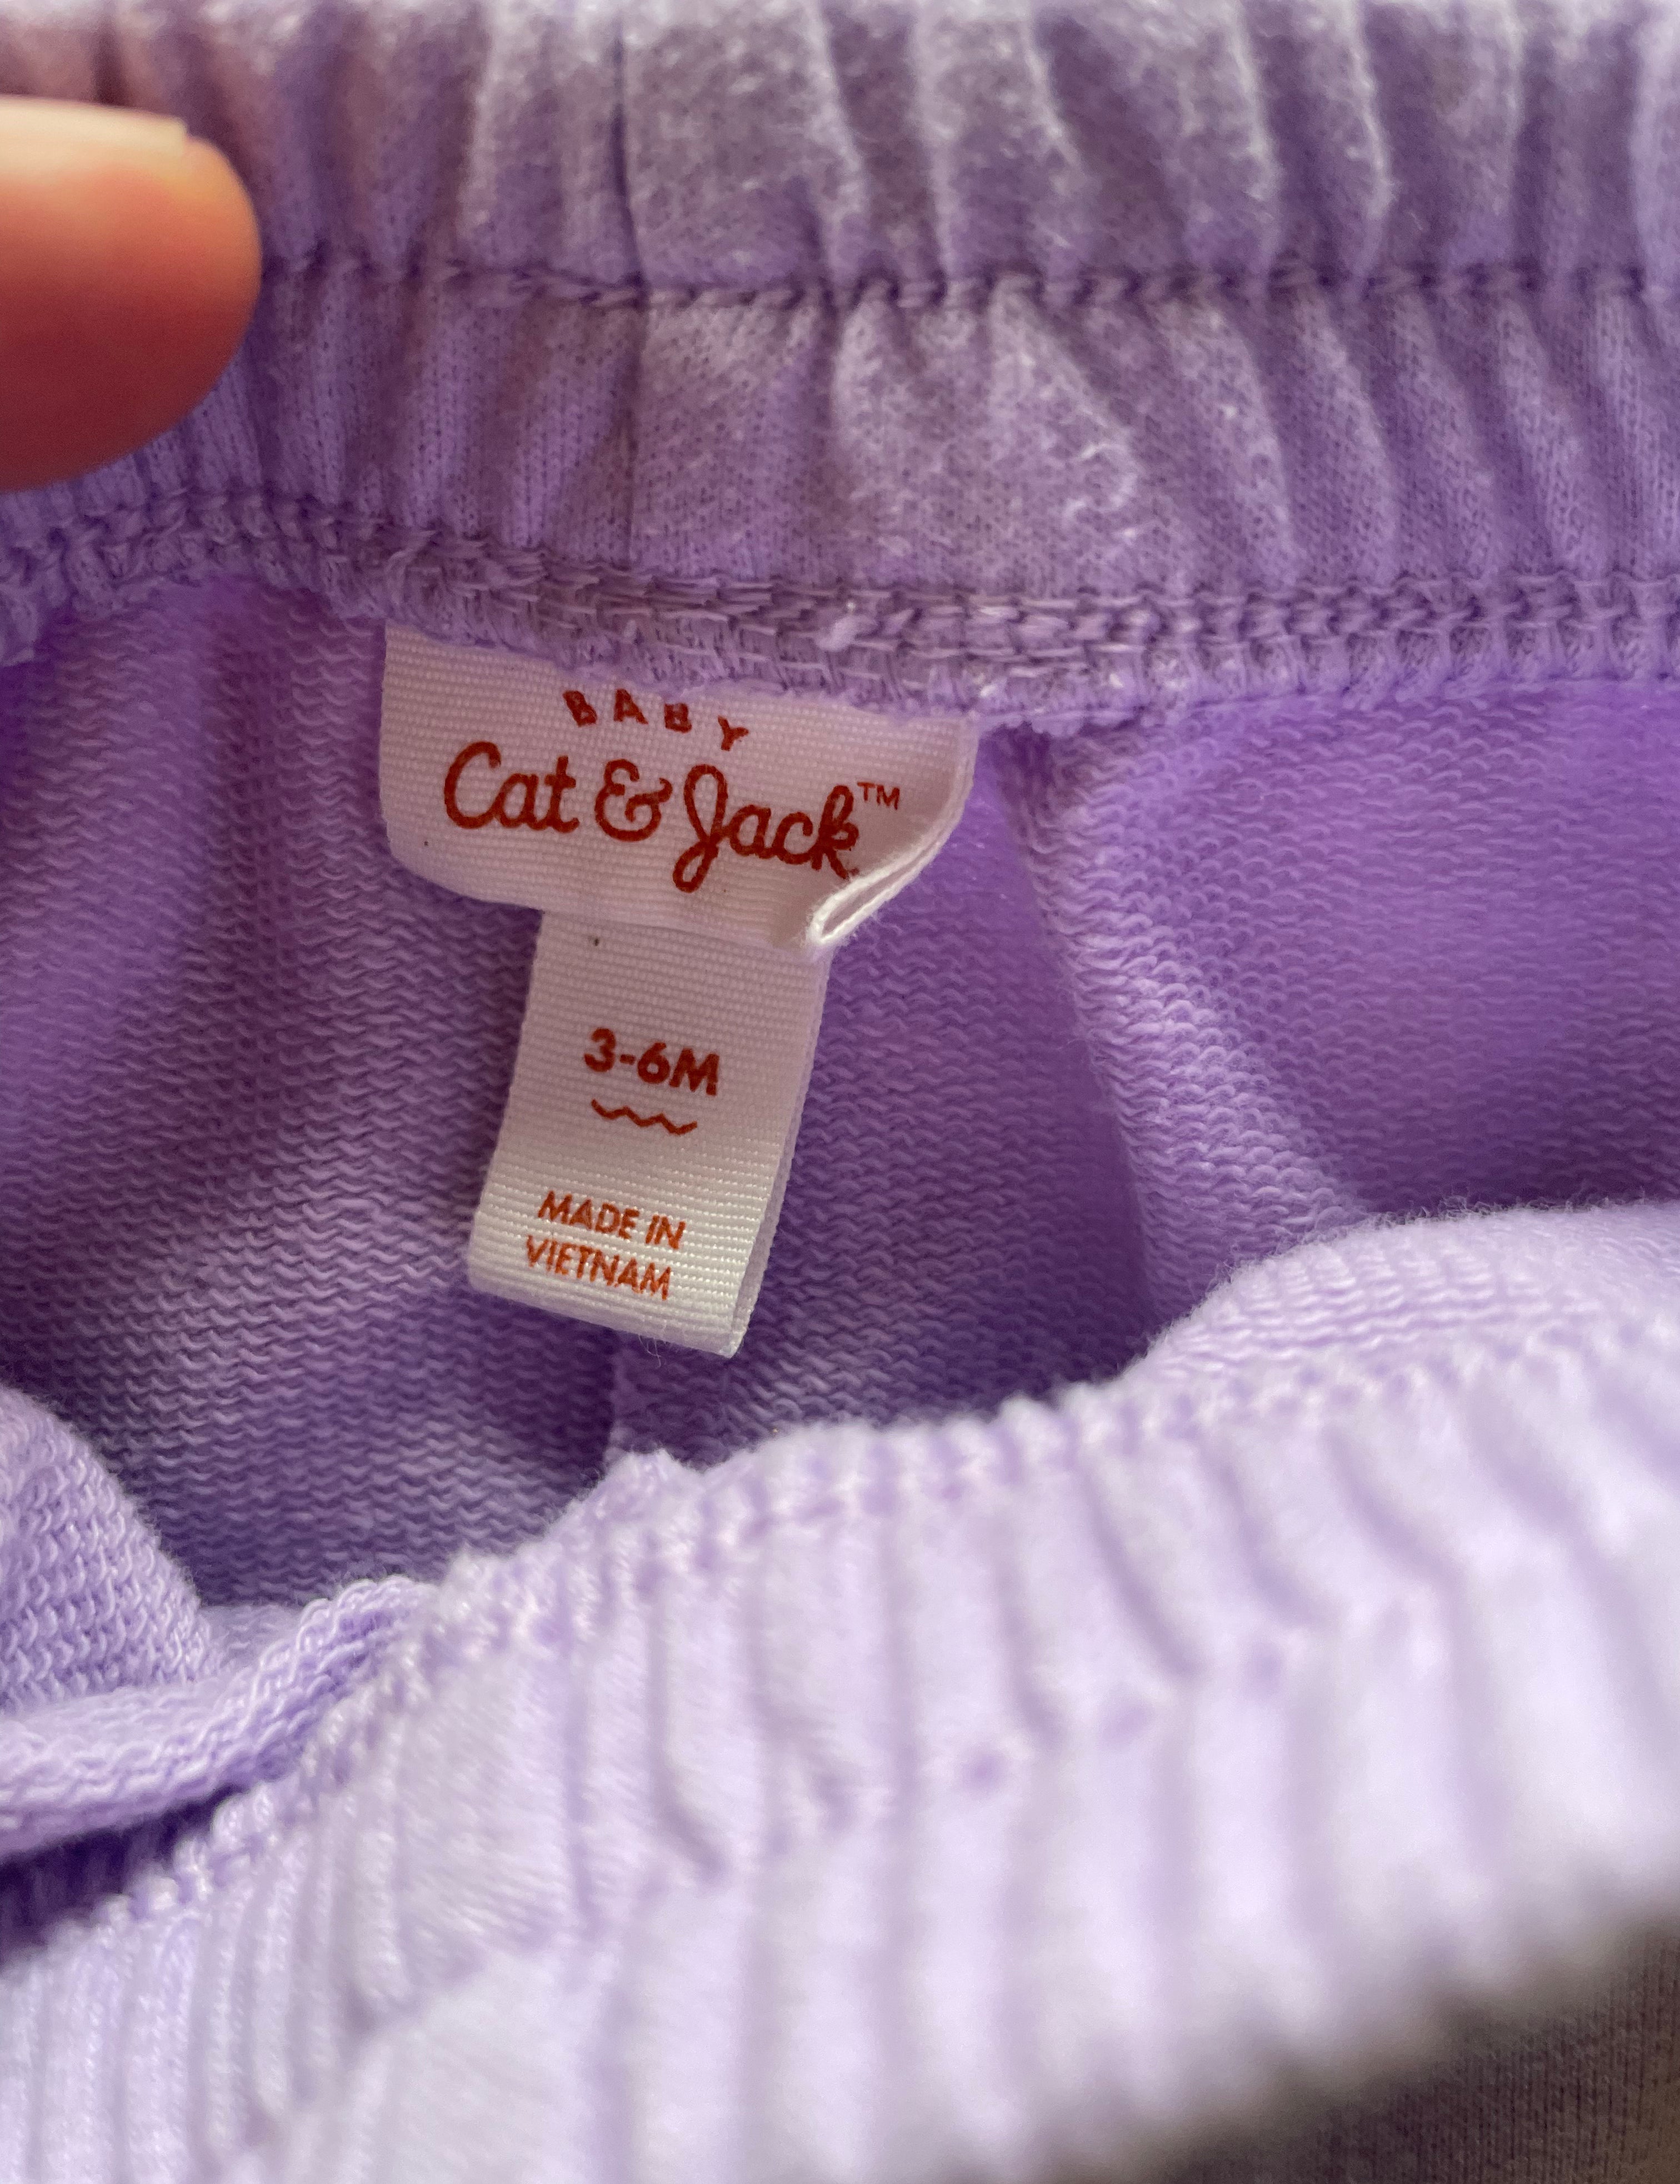 BABY
Cat & Jack™
3-6M
MADE IN
VIETNAM